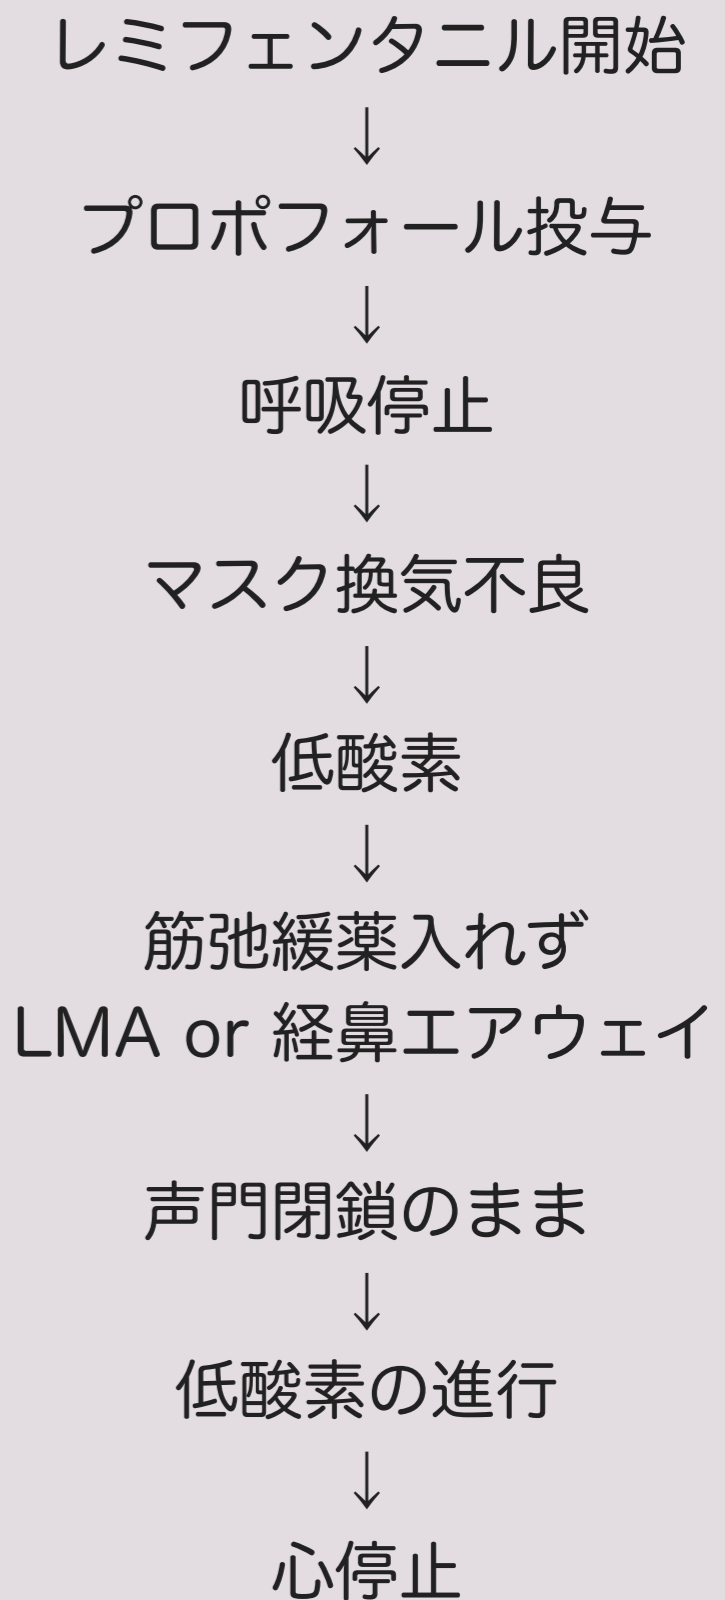 レミフェンタニル開始
↓
プロポフォール投与
↓
呼吸停止
↓
マスク換気不良
↓
低酸素
↓
筋弛緩薬入れず
LMA or 経鼻エアウェイ
↓
声門閉鎖のまま
↓
低酸素の進行
↓
心停止